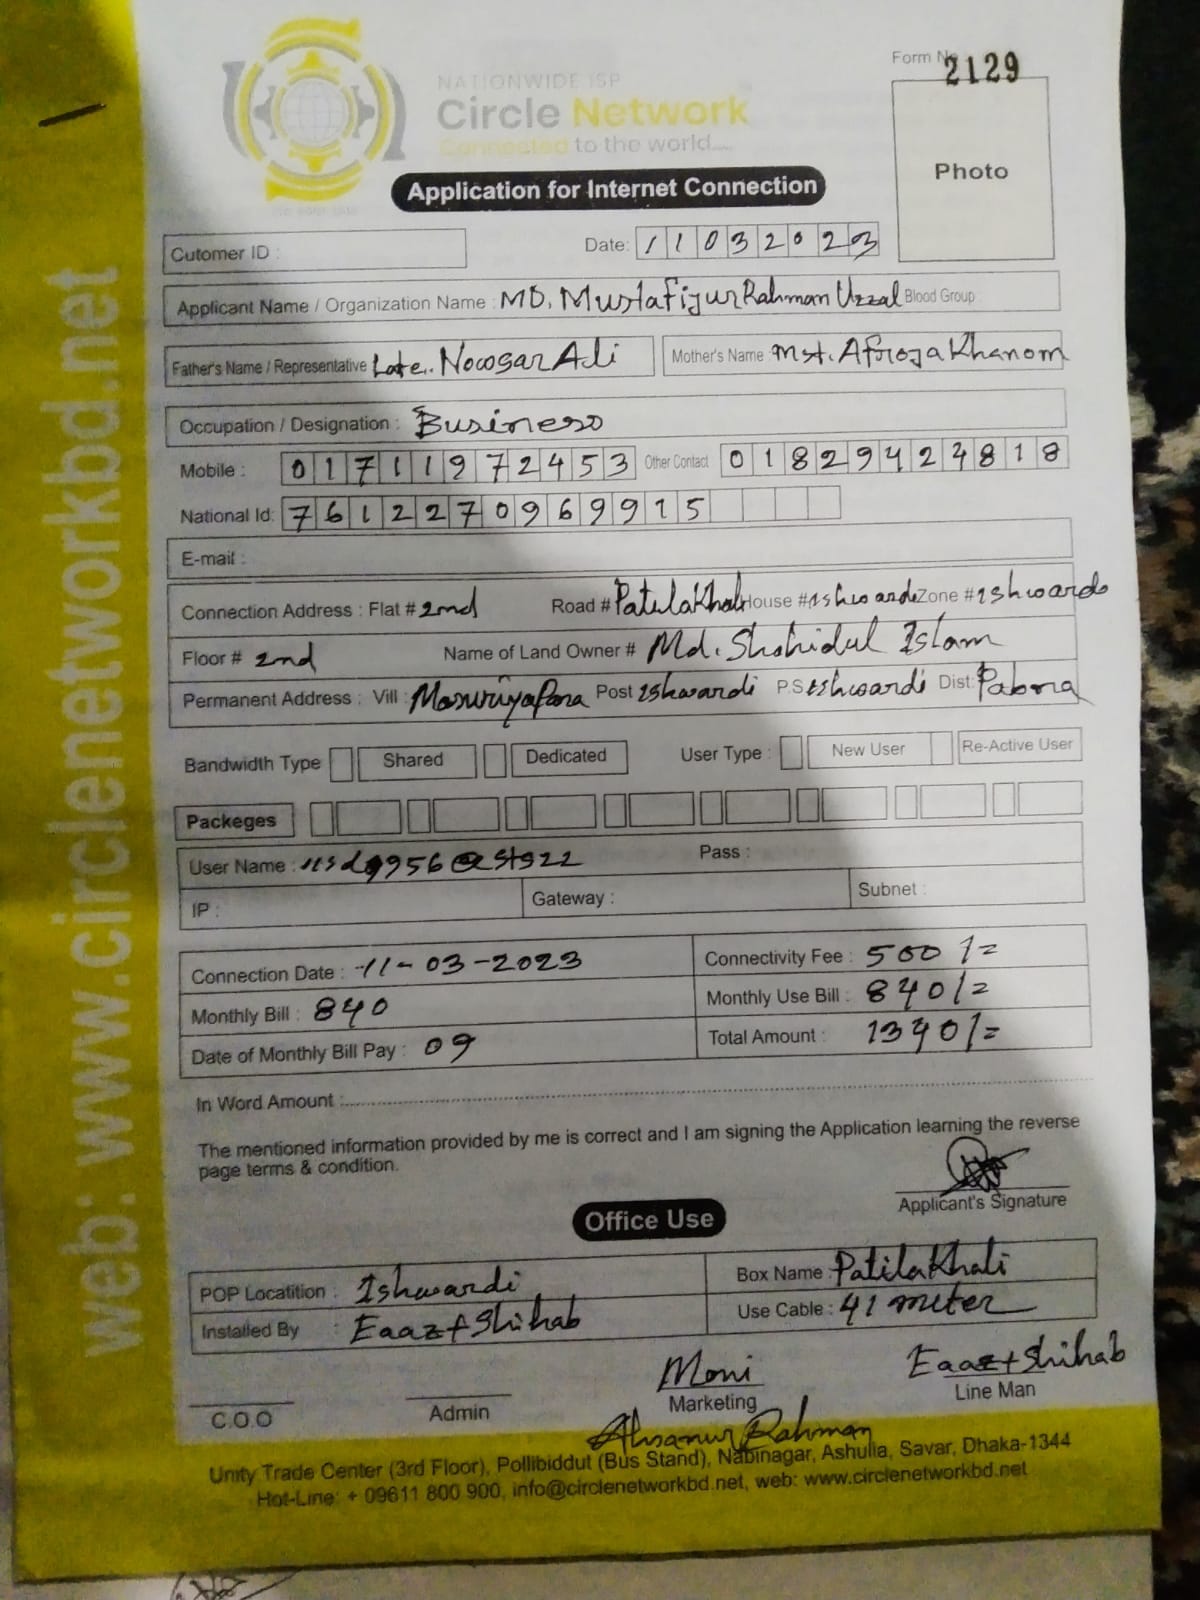 Form No
2129
NATIONWIDE ISP
Circle Network
Connected to the world....
Application for Internet Connection
Photo
Cutomer ID :
Date: 11032023
Applicant Name / Organization Name : MD. Mustafijur Rahman Uzzal Blood Group :
Father's Name / Representative Late. Nowsar Ali Mother's Name : Mst. Afroja Khanom
Occupation / Designation : Business
Mobile : 01711972453 Other Contact 01829424818
National Id: 7612270969915
E-mail :
Connection Address : Flat # 2nd Road # Patilakhali House # Ishwardi Zone # Ishwardi
Floor # 2nd Name of Land Owner # Md. Shohidul Islam
Permanent Address : Vill : Post Ishwardi P.S Ishwardi Dist: Pabna
Bandwidth Type Shared Dedicated User Type : New User Re-Active User
Packeges
User Name : Pass :
IP : Gateway : Subnet :
Connection Date : 11-03-2023 Connectivity Fee : 500/=
Monthly Bill : 840 Monthly Use Bill : 840/=
Date of Monthly Bill Pay : 09 Total Amount : 1340/=
In Word Amount :
The mentioned information provided by me is correct and I am signing the Application learning the reverse
page terms & condition.
Applicant's Signature
Office Use
POP Locatition : Ishwardi Box Name : Patilakhali
Installed By : Eaaz + Shihab Use Cable : 41 meter
Moni Eaaz + Shihab
C.O.O Admin Marketing Line Man
Ahsanur Rahman
Unity Trade Center (3rd Floor), Pollibiddut (Bus Stand), Nabinagar, Ashulia, Savar, Dhaka-1344
Hot-Line: + 09611 800 900, info@circlenetworkbd.net, web: www.circlenetworkbd.net
web: www.circlenetworkbd.net